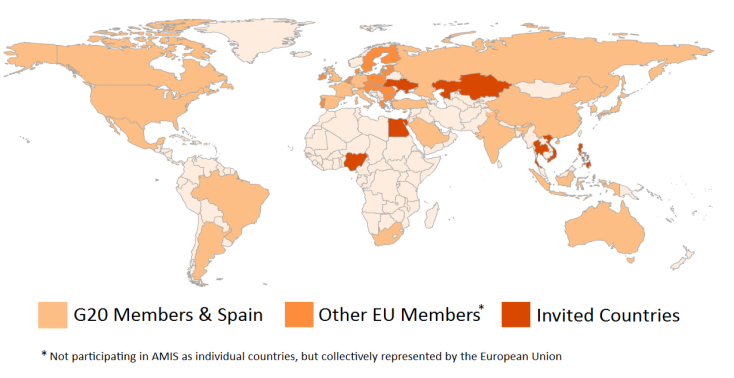 G20 Members & Spain
Other EU Members*
Invited Countries
* Not participating in AMIS as individual countries, but collectively represented by the European Union